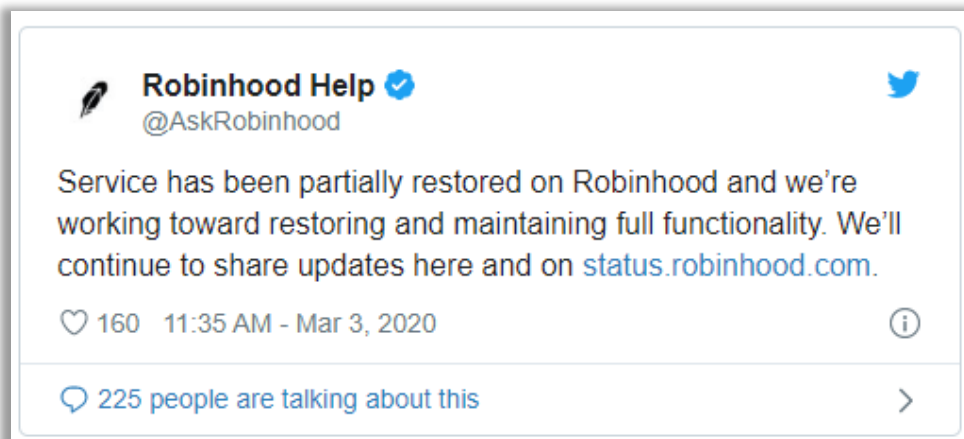 Robinhood Help
@AskRobinhood
Service has been partially restored on Robinhood and we’re
working toward restoring and maintaining full functionality. We’ll
continue to share updates here and on status.robinhood.com.
160 11:35 AM - Mar 3, 2020
225 people are talking about this